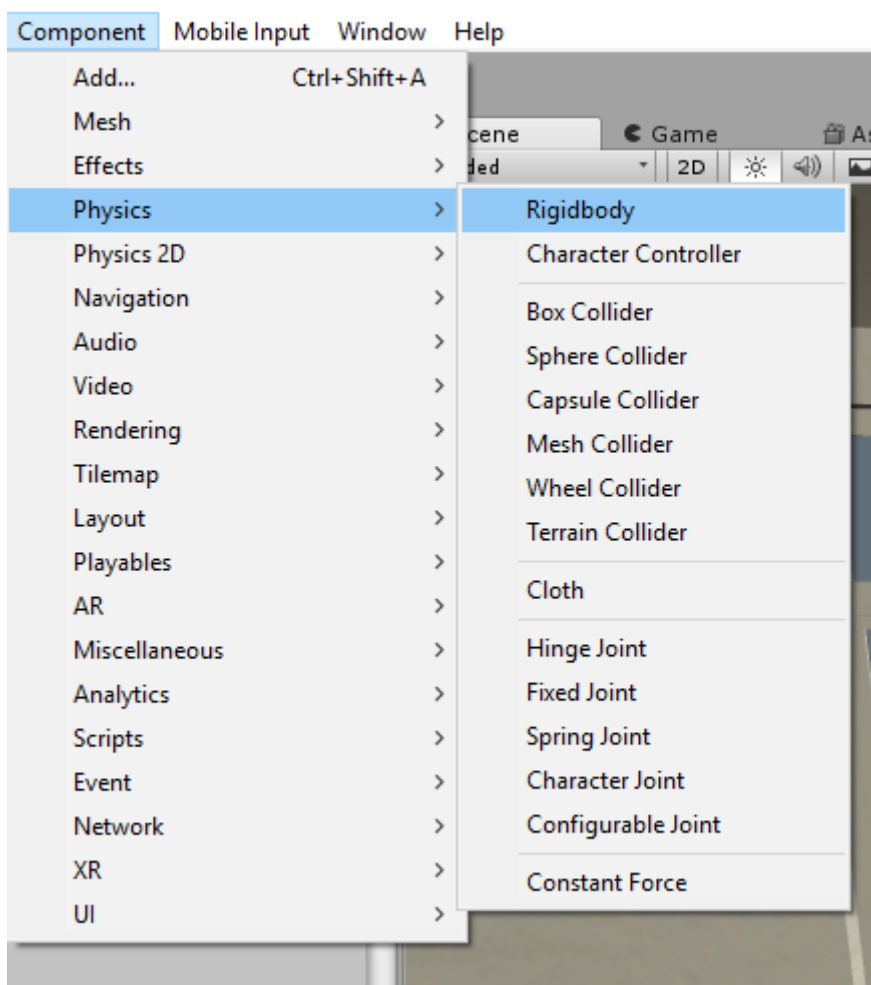 Component Mobile Input Window Help
Add... Ctrl+Shift+A
Mesh
Effects
Physics
Physics 2D
Navigation
Audio
Video
Rendering
Tilemap
Layout
Playables
AR
Miscellaneous
Analytics
Scripts
Event
Network
XR
UI
cene Game As
ded 2D
Rigidbody
Character Controller
Box Collider
Sphere Collider
Capsule Collider
Mesh Collider
Wheel Collider
Terrain Collider
Cloth
Hinge Joint
Fixed Joint
Spring Joint
Character Joint
Configurable Joint
Constant Force